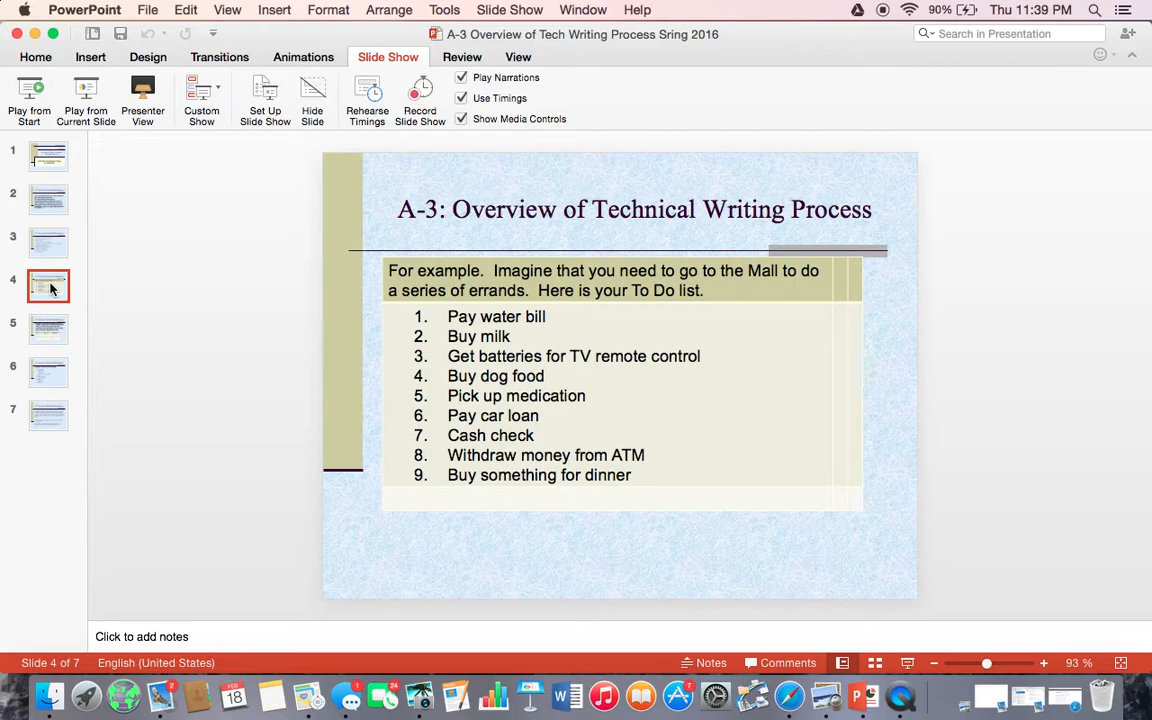 PowerPoint File Edit View Insert Format Arrange Tools Slide Show Window Help 90% Thu 11:39 PM
A-3 Overview of Tech Writing Process Sring 2016
Search in Presentation
Home Insert Design Transitions Animations Slide Show Review View
Play from Start
Play from Current Slide
Presenter View
Custom Show
Set Up Slide Show
Hide Slide
Rehearse Timings
Record Slide Show
Play Narrations
Use Timings
Show Media Controls
1
2
3
4
5
6
7
A-3: Overview of Technical Writing Process
For example. Imagine that you need to go to the Mall to do
a series of errands. Here is your To Do list.
1. Pay water bill
2. Buy milk
3. Get batteries for TV remote control
4. Buy dog food
5. Pick up medication
6. Pay car loan
7. Cash check
8. Withdraw money from ATM
9. Buy something for dinner
Click to add notes
Slide 4 of 7 English (United States) Notes Comments 93 %
2
FEB
18
1
24
7